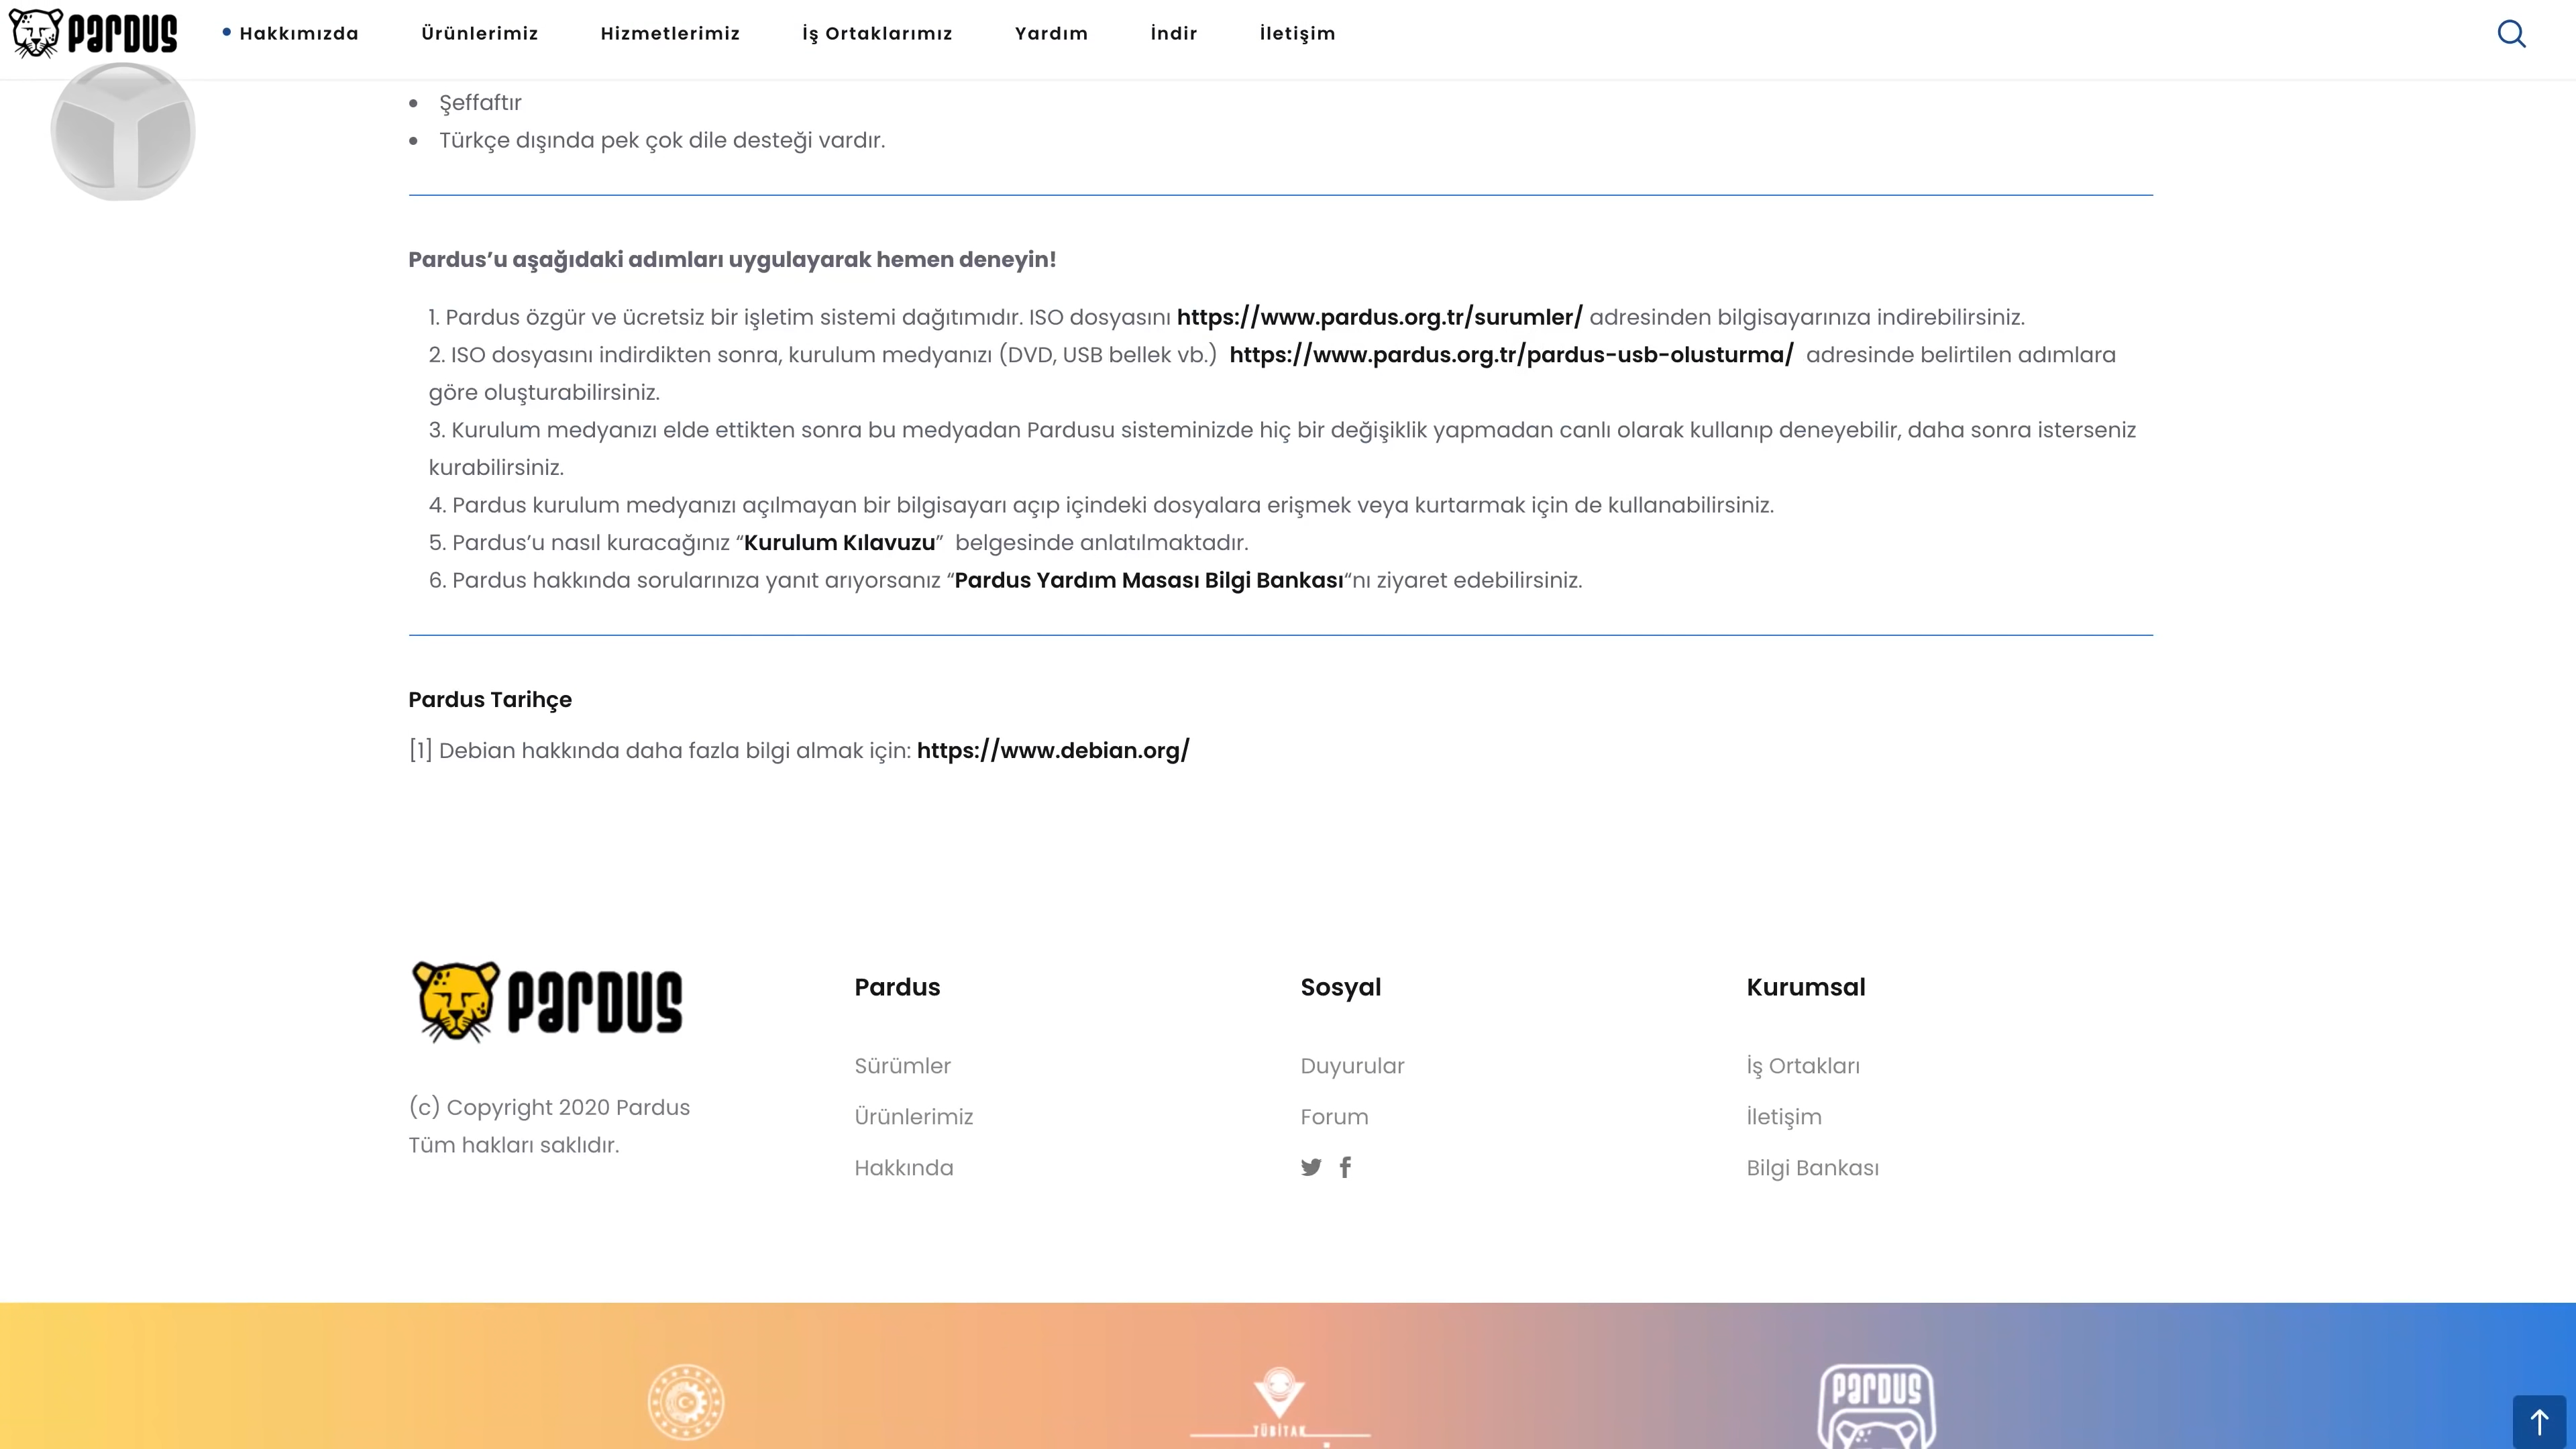 PARDUS
Hakkımızda
Ürünlerimiz
Hizmetlerimiz
İş Ortaklarımız
Yardım
İndir
İletişim
Şeffaftır
Türkçe dışında pek çok dile desteği vardır.
Pardus’u aşağıdaki adımları uygulayarak hemen deneyin!
1. Pardus özgür ve ücretsiz bir işletim sistemi dağıtımıdır. ISO dosyasını https://www.pardus.org.tr/surumler/ adresinden bilgisayarınıza indirebilirsiniz.
2. ISO dosyasını indirdikten sonra, kurulum medyanızı (DVD, USB bellek vb.) https://www.pardus.org.tr/pardus-usb-olusturma/ adresinde belirtilen adımlara
göre oluşturabilirsiniz.
3. Kurulum medyanızı elde ettikten sonra bu medyadan Pardusu sisteminizde hiç bir değişiklik yapmadan canlı olarak kullanıp deneyebilir, daha sonra isterseniz
kurabilirsiniz.
4. Pardus kurulum medyanızı açılmayan bir bilgisayarı açıp içindeki dosyalara erişmek veya kurtarmak için de kullanabilirsiniz.
5. Pardus’u nasıl kuracağınız “Kurulum Kılavuzu” belgesinde anlatılmaktadır.
6. Pardus hakkında sorularınıza yanıt arıyorsanız “Pardus Yardım Masası Bilgi Bankası“nı ziyaret edebilirsiniz.
Pardus Tarihçe
[1] Debian hakkında daha fazla bilgi almak için: https://www.debian.org/
PARDUS
(c) Copyright 2020 Pardus
Tüm hakları saklıdır.
Pardus
Sürümler
Ürünlerimiz
Hakkında
Sosyal
Duyurular
Forum
Kurumsal
İş Ortakları
İletişim
Bilgi Bankası
TÜBİTAK
PARDUS